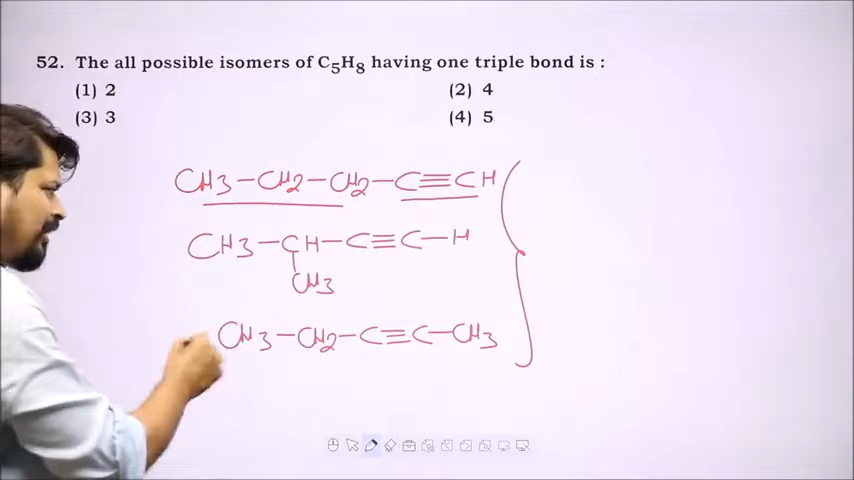 52. The all possible isomers of C₅H₈ having one triple bond is :
(1) 2 (2) 4
(3) 3 (4) 5
CH3-CH2-CH2-C≡CH
CH3-CH-C≡C-H
CH3
CH3-CH2-C≡C-CH3